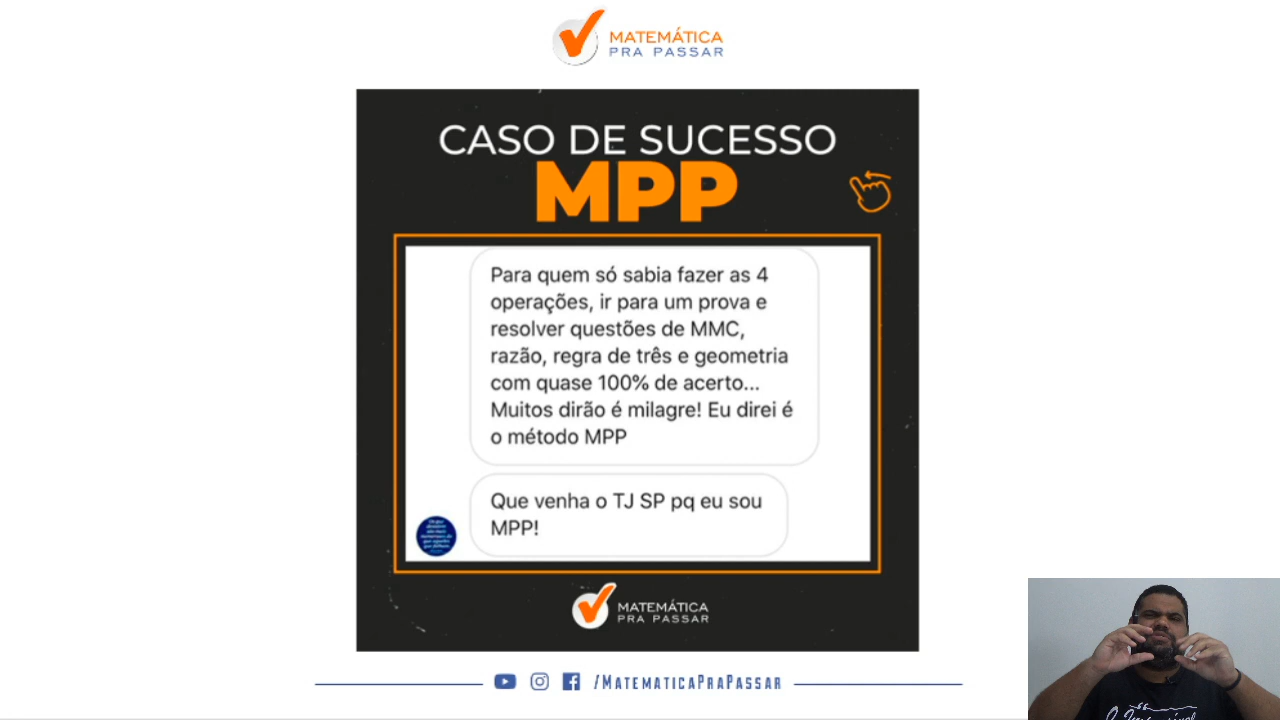 MATEMÁTICA
PRA PASSAR
CASO DE SUCESSO
MPP
Para quem só sabia fazer as 4
operações, ir para um prova e
resolver questões de MMC,
razão, regra de três e geometria
com quase 100% de acerto...
Muitos dirão é milagre! Eu direi é
o método MPP
Que venha o TJ SP pq eu sou
MPP!
MATEMÁTICA
PRA PASSAR
/MATEMATICAPRAPASSAR